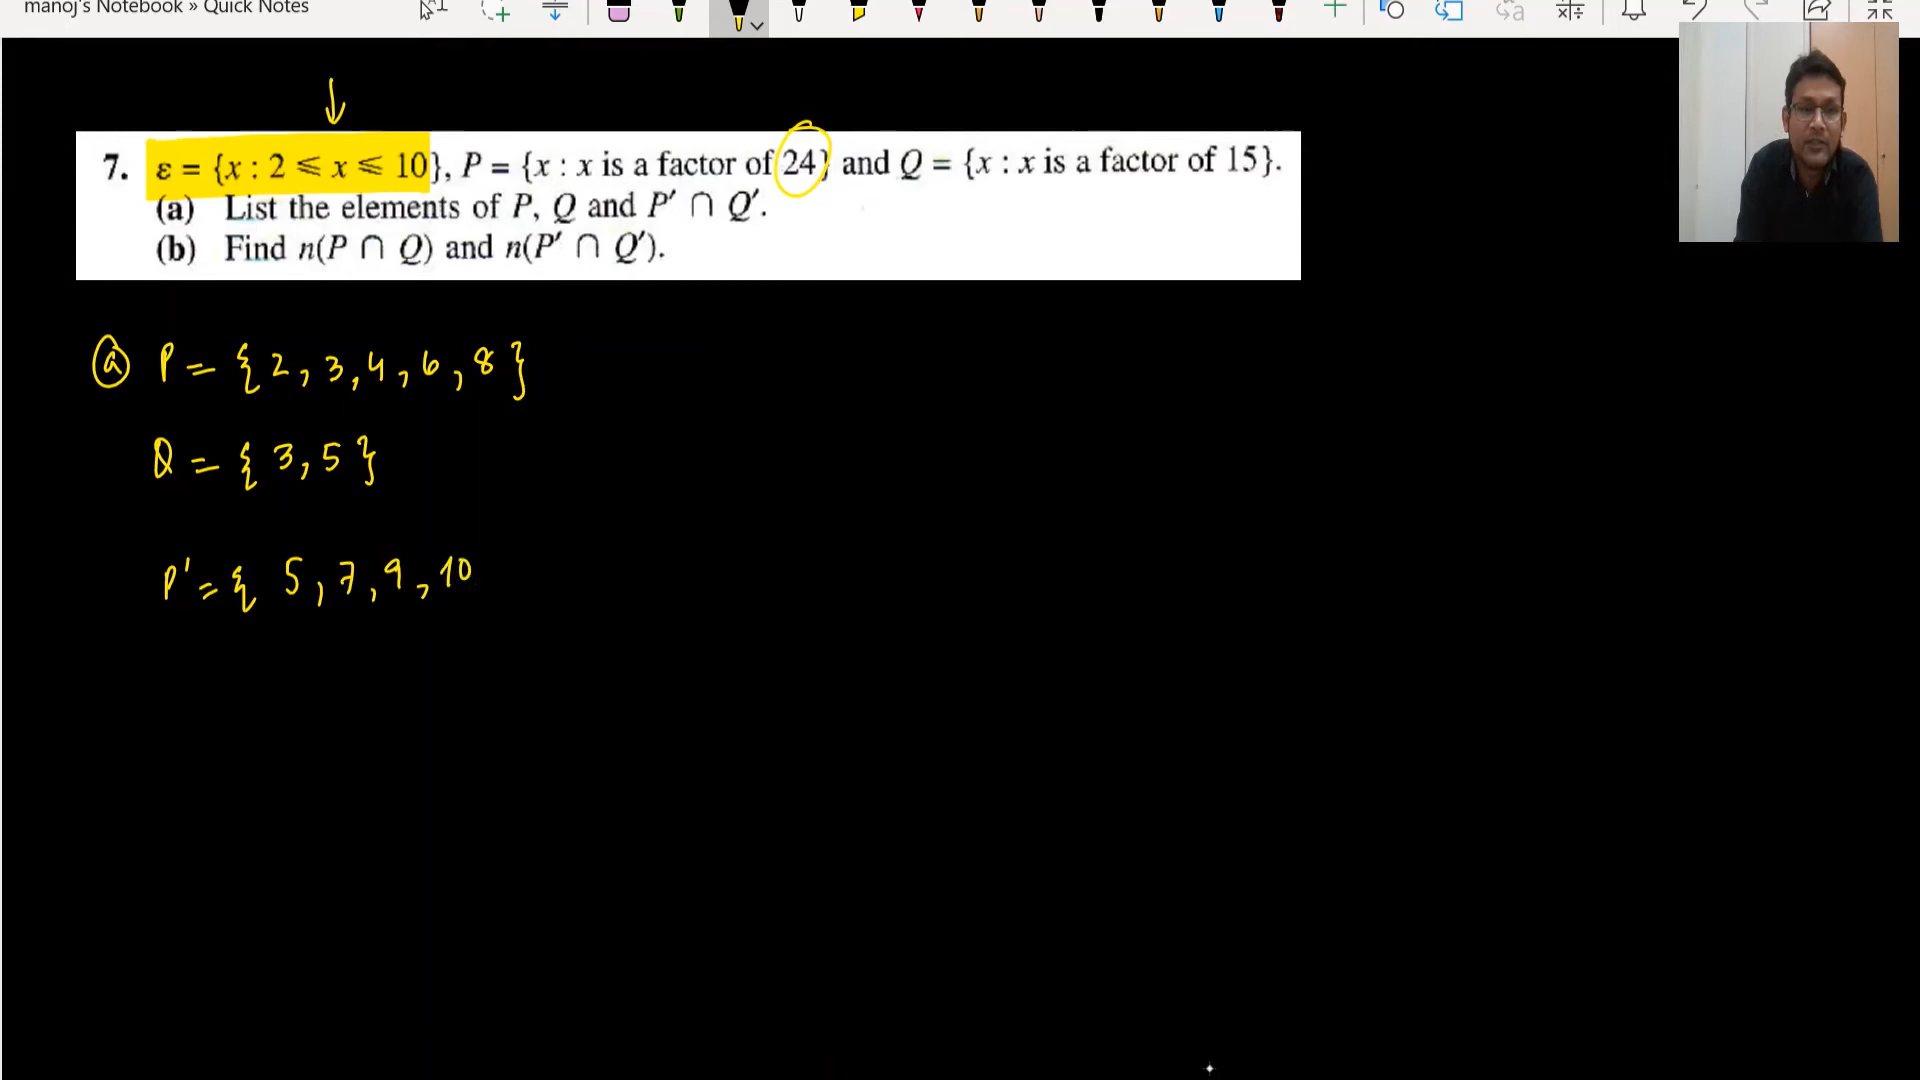 manoj's Notebook » Quick Notes
7. ε = {x : 2 ⩽ x ⩽ 10}, P = {x : x is a factor of 24} and Q = {x : x is a factor of 15}.
(a) List the elements of P, Q and P′ ∩ Q′.
(b) Find n(P ∩ Q) and n(P′ ∩ Q′).
ⓐ P = { 2, 3, 4, 6, 8 }
Q = { 3, 5 }
P' = { 5, 7, 9, 10